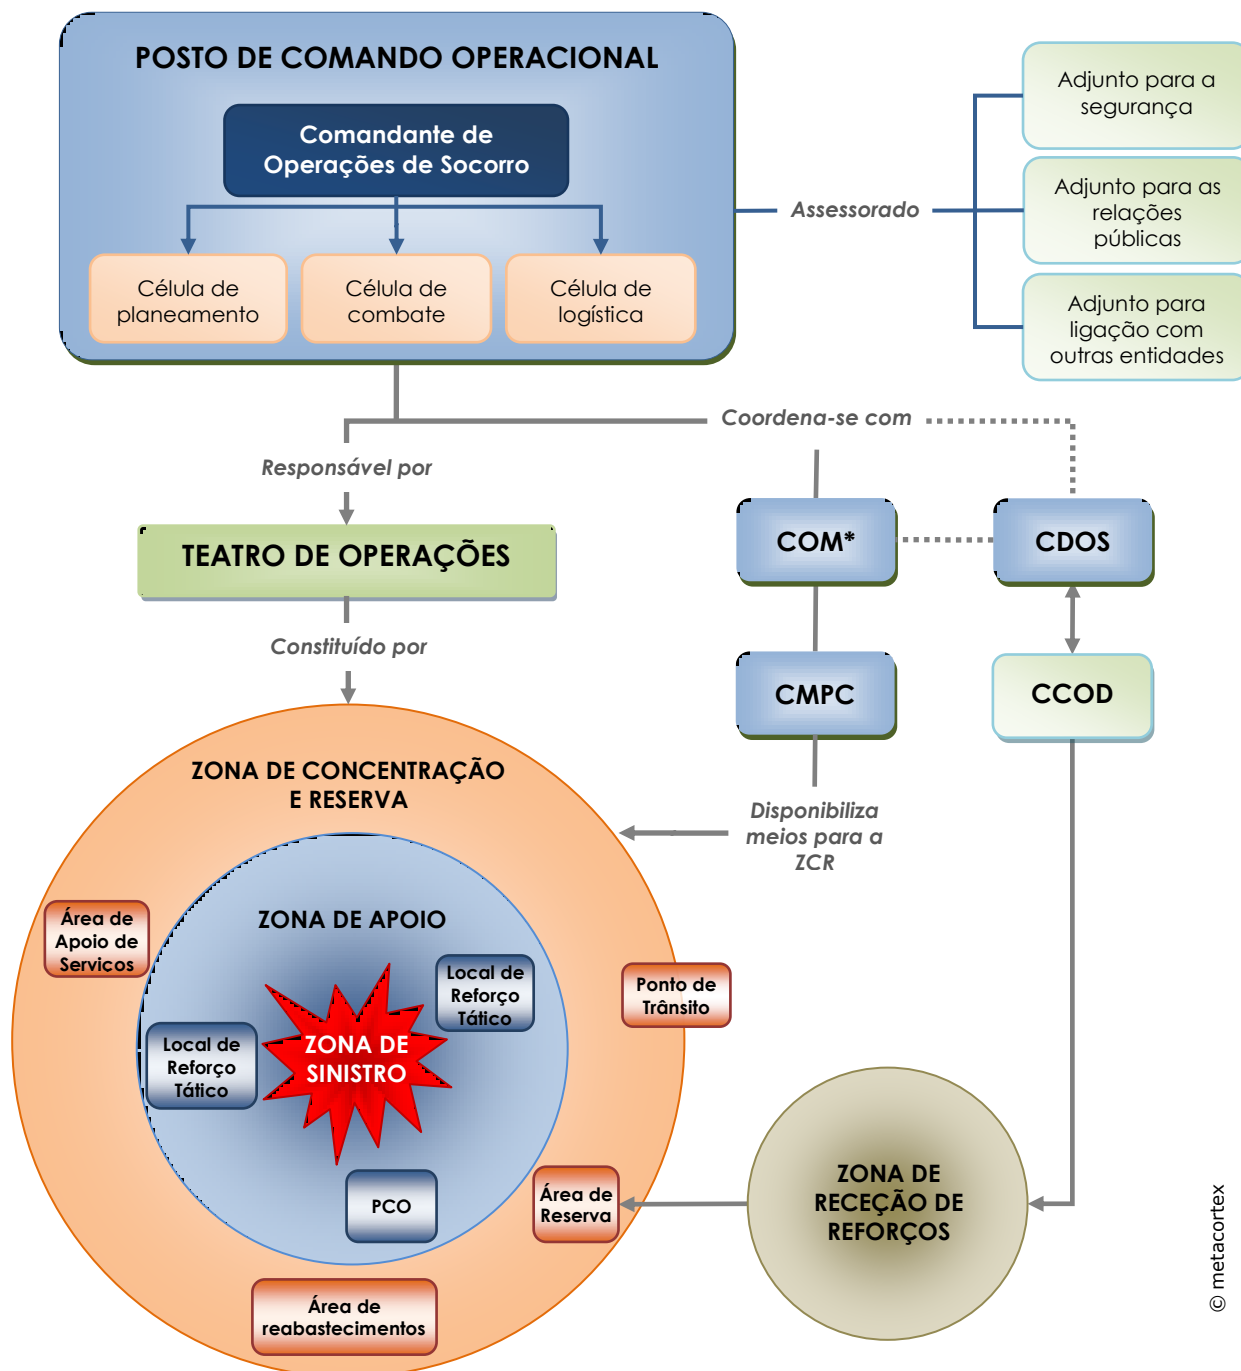 POSTO DE COMANDO OPERACIONAL
Comandante de
Operações de Socorro
Célula de
planeamento
Célula de
combate
Célula de
logística
Assessorado
Adjunto para a
segurança
Adjunto para as
relações
públicas
Adjunto para
ligação com
outras entidades
Coordena-se com
Responsável por
TEATRO DE OPERAÇÕES
COM*
CDOS
Constituído por
CMPC
CCOD
ZONA DE CONCENTRAÇÃO
E RESERVA
Disponibiliza
meios para a
ZCR
ZONA DE APOIO
Área de
Apoio de
Servicos
Local de
Reforço
Tático
Ponto de
Trânsito
Local de
Reforço
Tático
ZONA DE
SINISTRO
PCO
Área de
Reserva
ZONA DE
RECEÇÃO DE
REFORÇOS
Área de
reabastecimentos
© metacortex